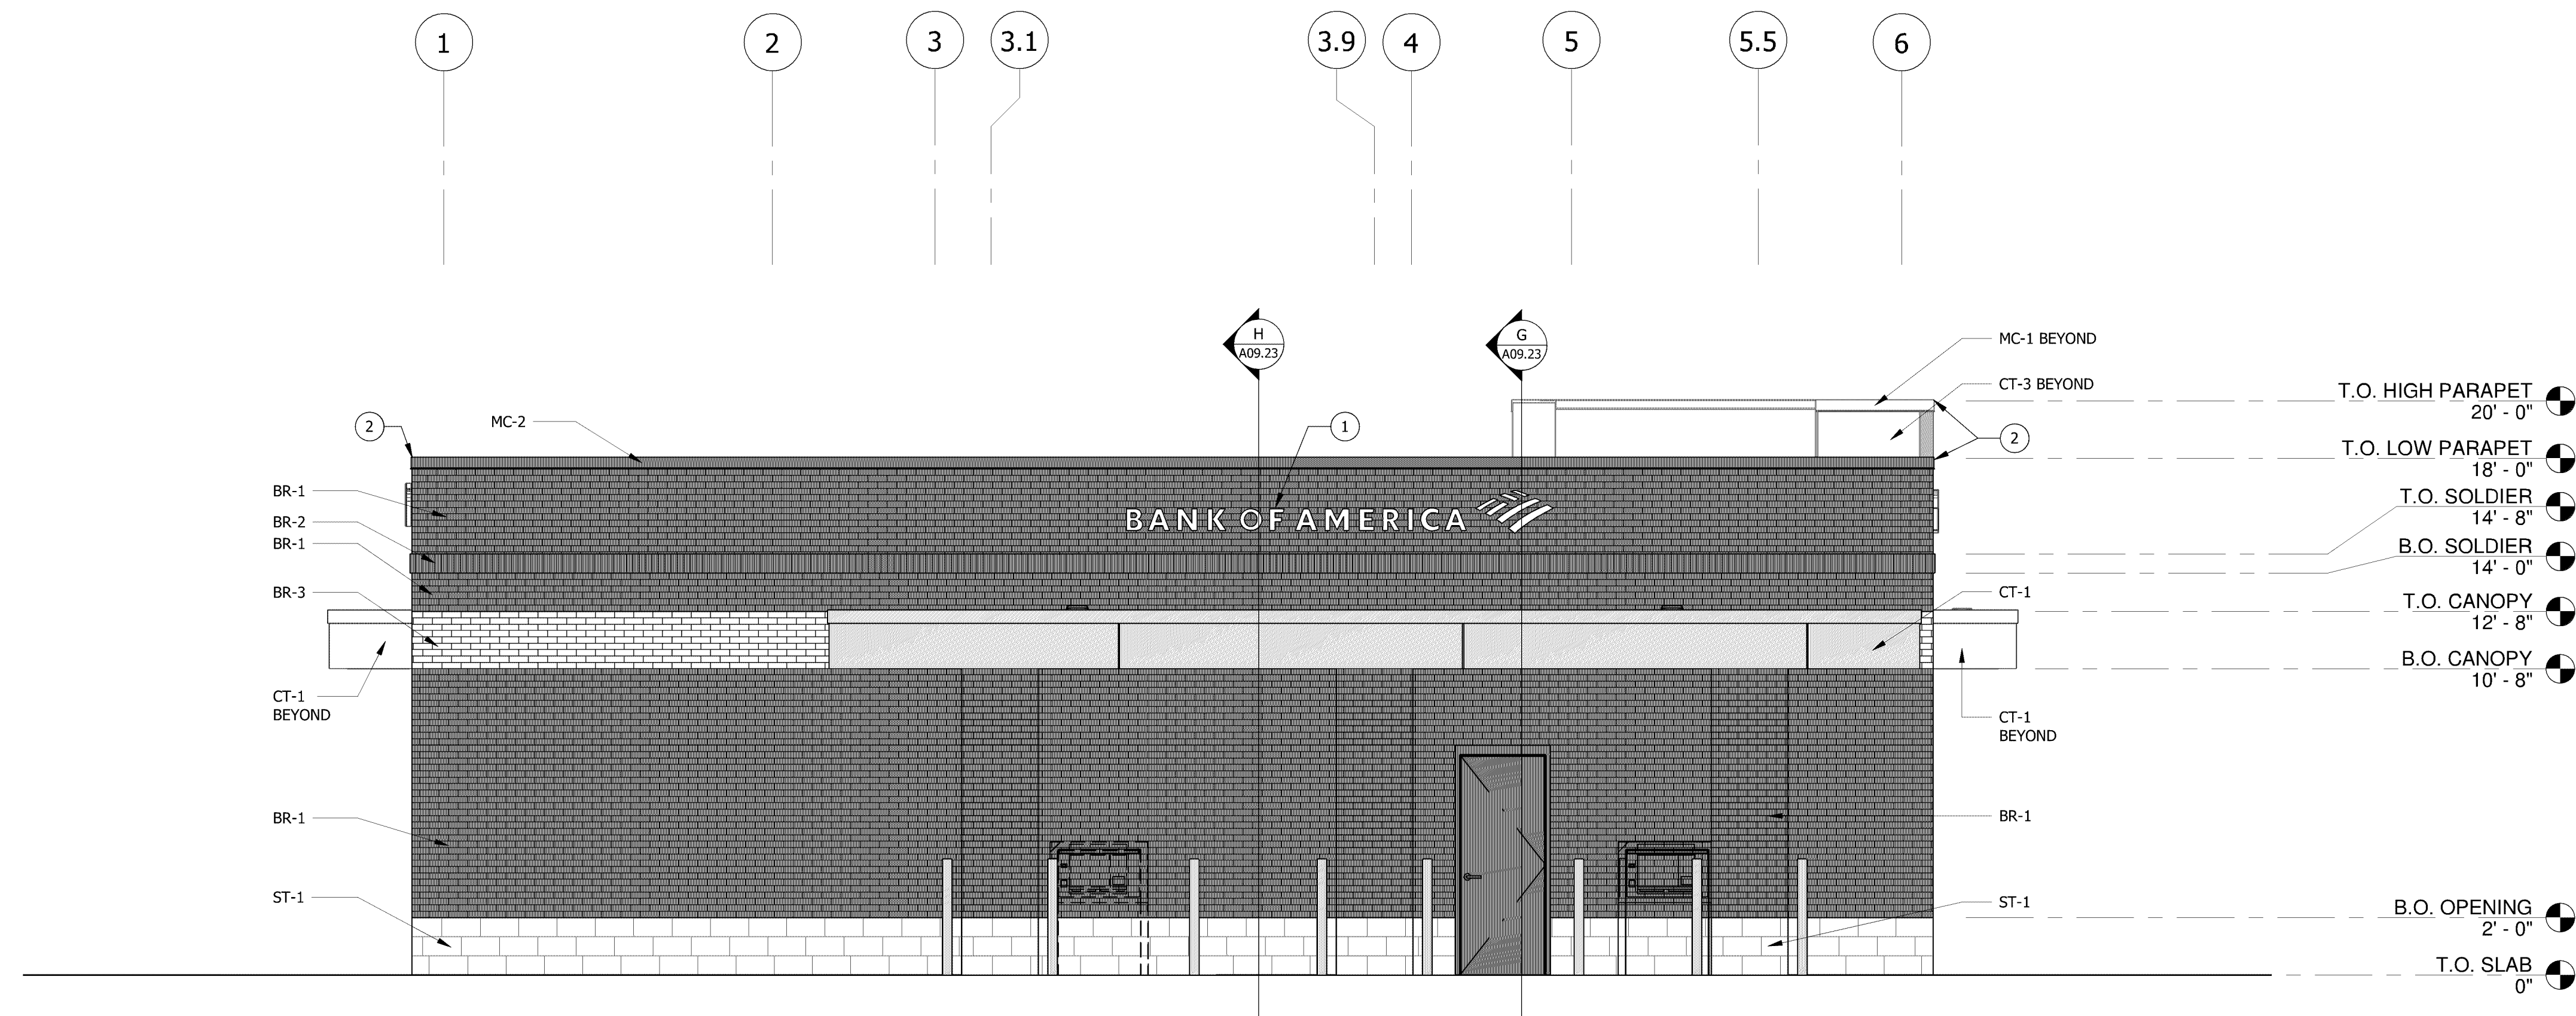 1
2
3
3.1
3.9
4
5
5.5
6
H
A09.23
G
A09.23
MC-1 BEYOND
CT-3 BEYOND
T.O. HIGH PARAPET
20' - 0"
2
MC-2
1
2
T.O. LOW PARAPET
18' - 0"
BR-1
T.O. SOLDIER
14' - 8"
BANK OF AMERICA
BR-2
BR-1
B.O. SOLDIER
14' - 0"
BR-3
CT-1
T.O. CANOPY
12' - 8"
B.O. CANOPY
10' - 8"
CT-1
BEYOND
CT-1
BEYOND
BR-1
BR-1
ST-1
ST-1
B.O. OPENING
2' - 0"
T.O. SLAB
0"